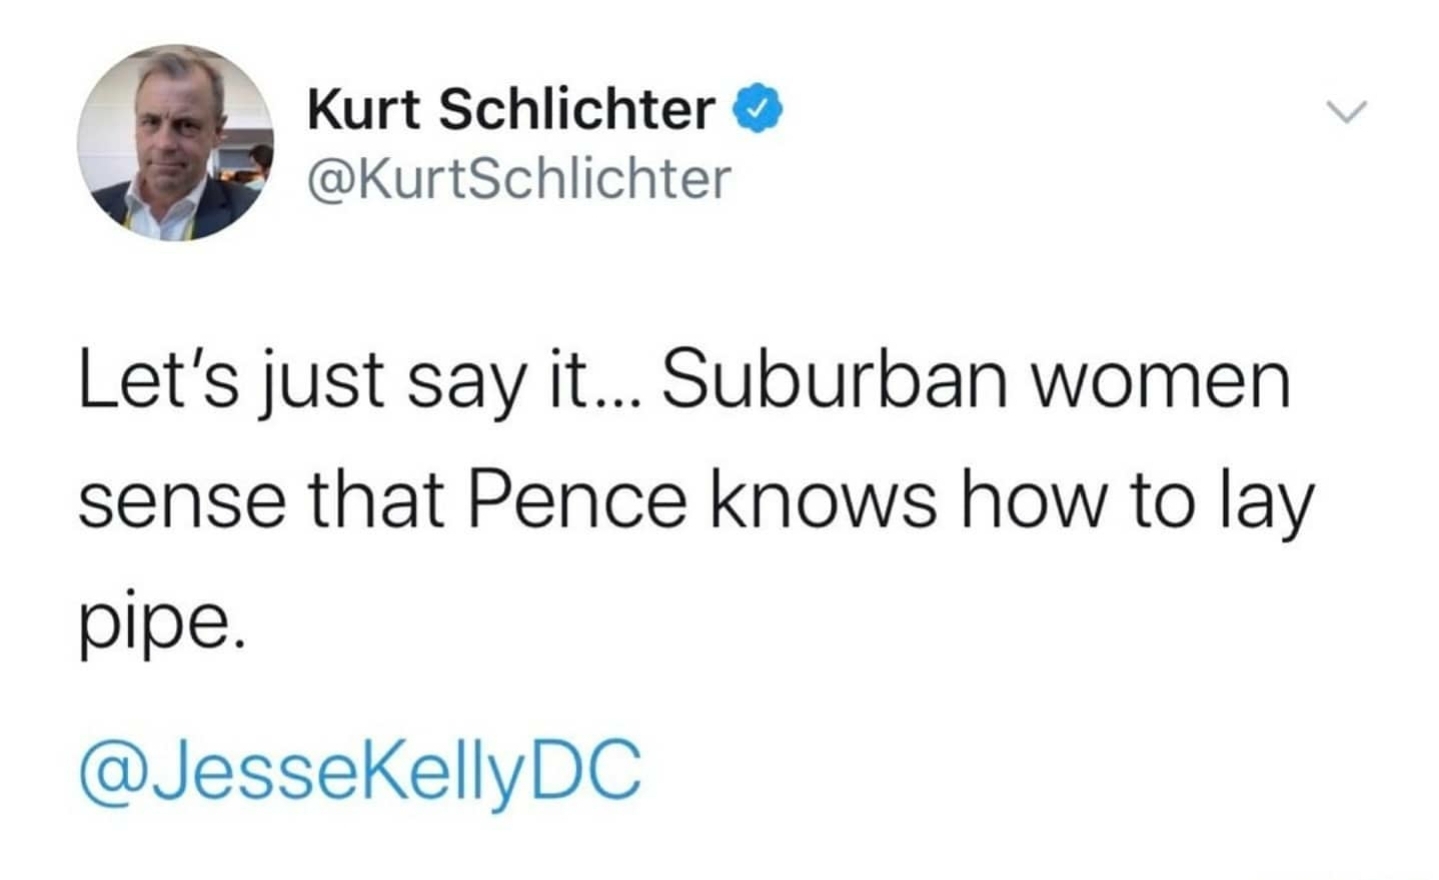 Kurt Schlichter
@KurtSchlichter
Let’s just say it... Suburban women
sense that Pence knows how to lay
pipe.
@JesseKellyDC